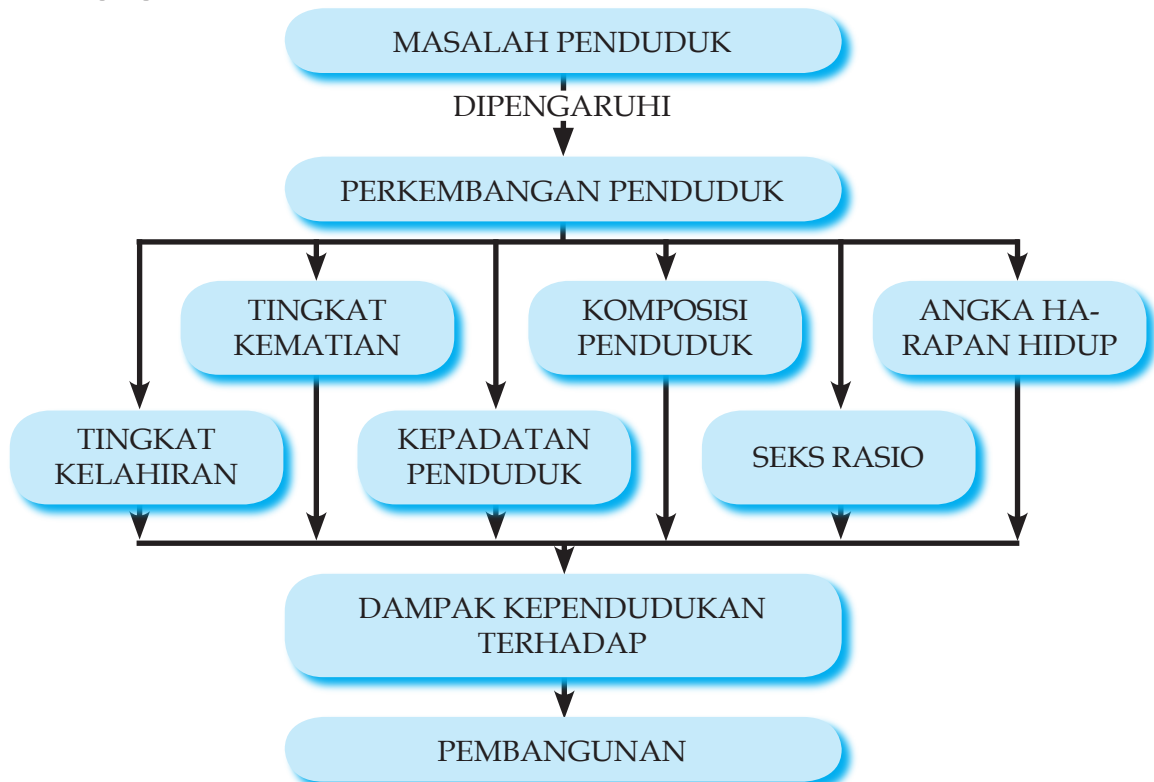 MASALAH PENDUDUK
DIPENGARUHI
PERKEMBANGAN PENDUDUK
TINGKAT
KEMATIAN
KOMPOSISI
PENDUDUK
ANGKA HA-
RAPAN HIDUP
TINGKAT
KELAHIRAN
KEPADATAN
PENDUDUK
SEKS RASIO
DAMPAK KEPENDUDUKAN
TERHADAP
PEMBANGUNAN